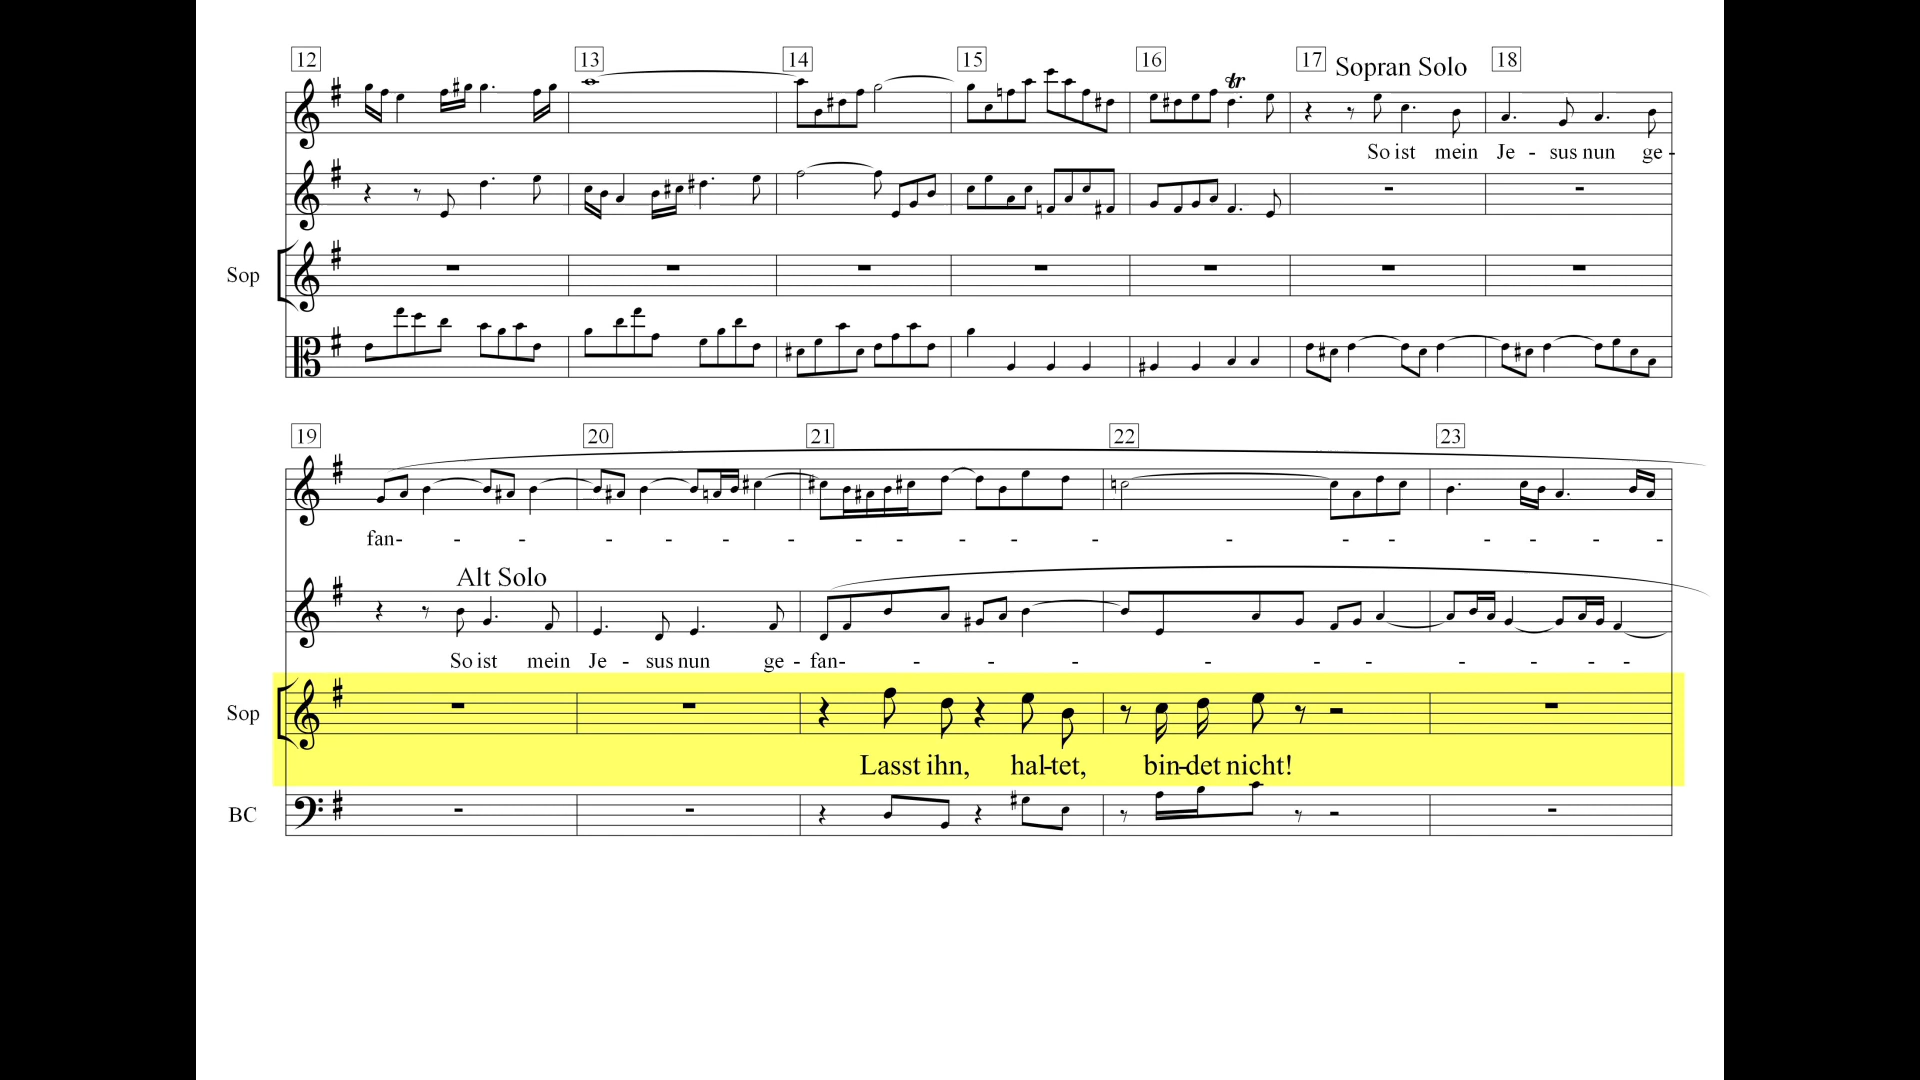 12 13 14 15 16 17 Sopran Solo 18
tr
So ist mein Je - sus nun ge -
Sop
19 20 21 22 23
fan- - - - - - - - - - - - - - - - - - -
Alt Solo
So ist mein Je - sus nun ge - fan- - - - - - - - - - -
Sop
Lasst ihn, hal-tet, bin-det nicht!
BC